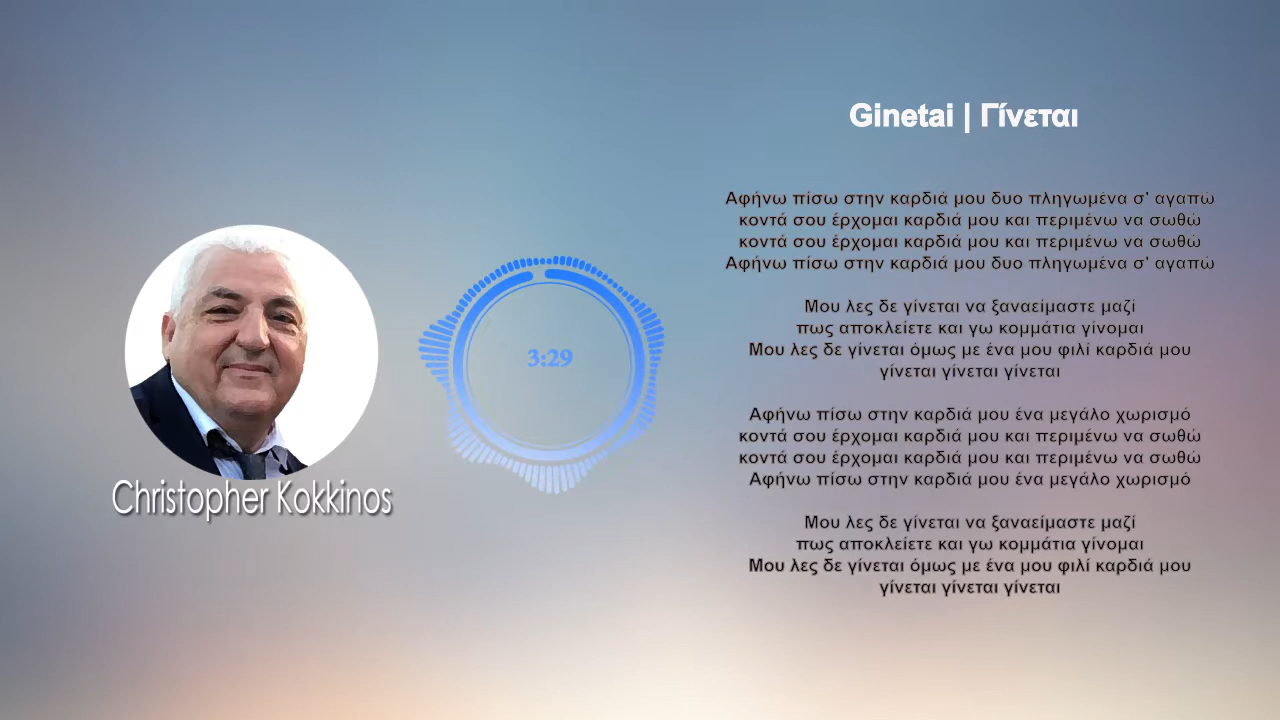 Ginetai | Γίνεται
Αφήνω πίσω στην καρδιά μου δυο πληγωμένα σ' αγαπώ
κοντά σου έρχομαι καρδιά μου και περιμένω να σωθώ
κοντά σου έρχομαι καρδιά μου και περιμένω να σωθώ
Αφήνω πίσω στην καρδιά μου δυο πληγωμένα σ' αγαπώ
Μου λες δε γίνεται να ξαναείμαστε μαζί
πως αποκλείετε και γω κομμάτια γίνομαι
Μου λες δε γίνεται όμως με ένα μου φιλί καρδιά μου
γίνεται γίνεται γίνεται
Αφήνω πίσω στην καρδιά μου ένα μεγάλο χωρισμό
κοντά σου έρχομαι καρδιά μου και περιμένω να σωθώ
κοντά σου έρχομαι καρδιά μου και περιμένω να σωθώ
Αφήνω πίσω στην καρδιά μου ένα μεγάλο χωρισμό
Μου λες δε γίνεται να ξαναείμαστε μαζί
πως αποκλείετε και γω κομμάτια γίνομαι
Μου λες δε γίνεται όμως με ένα μου φιλί καρδιά μου
γίνεται γίνεται γίνεται
3:29
Christopher Kokkinos